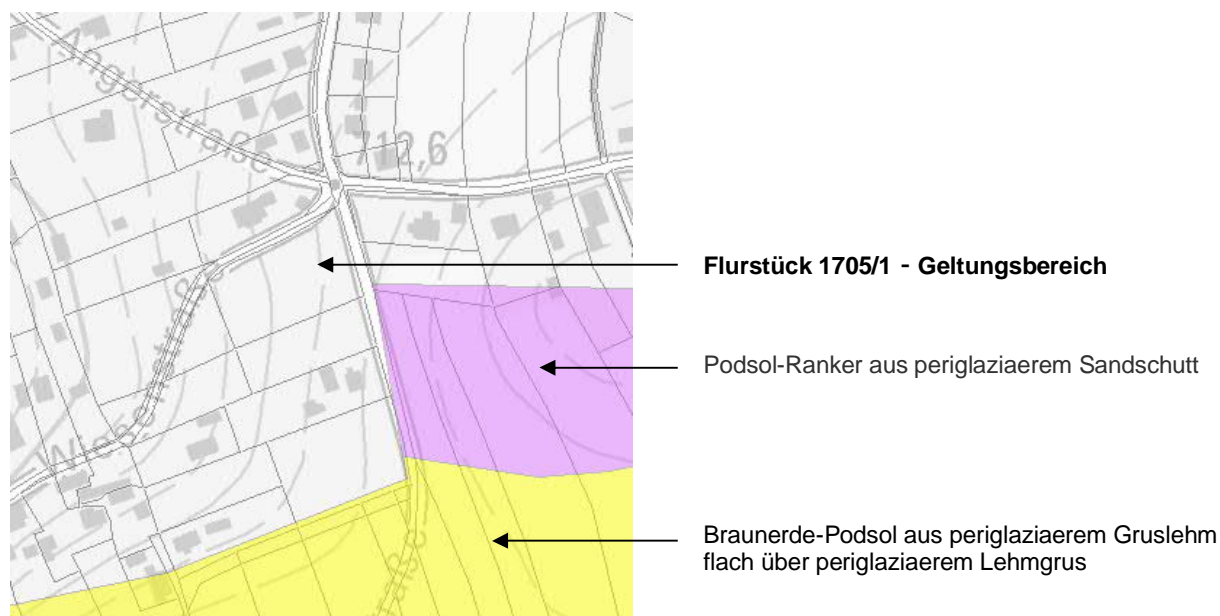 Angerstraße
712,6
Flurstück 1705/1 - Geltungsbereich
Podsol-Ranker aus periglaziaerem Sandschutt
Wiesenstraße
Braunerde-Podsol aus periglaziaerem Gruslehm
flach über periglaziaerem Lehmgrus